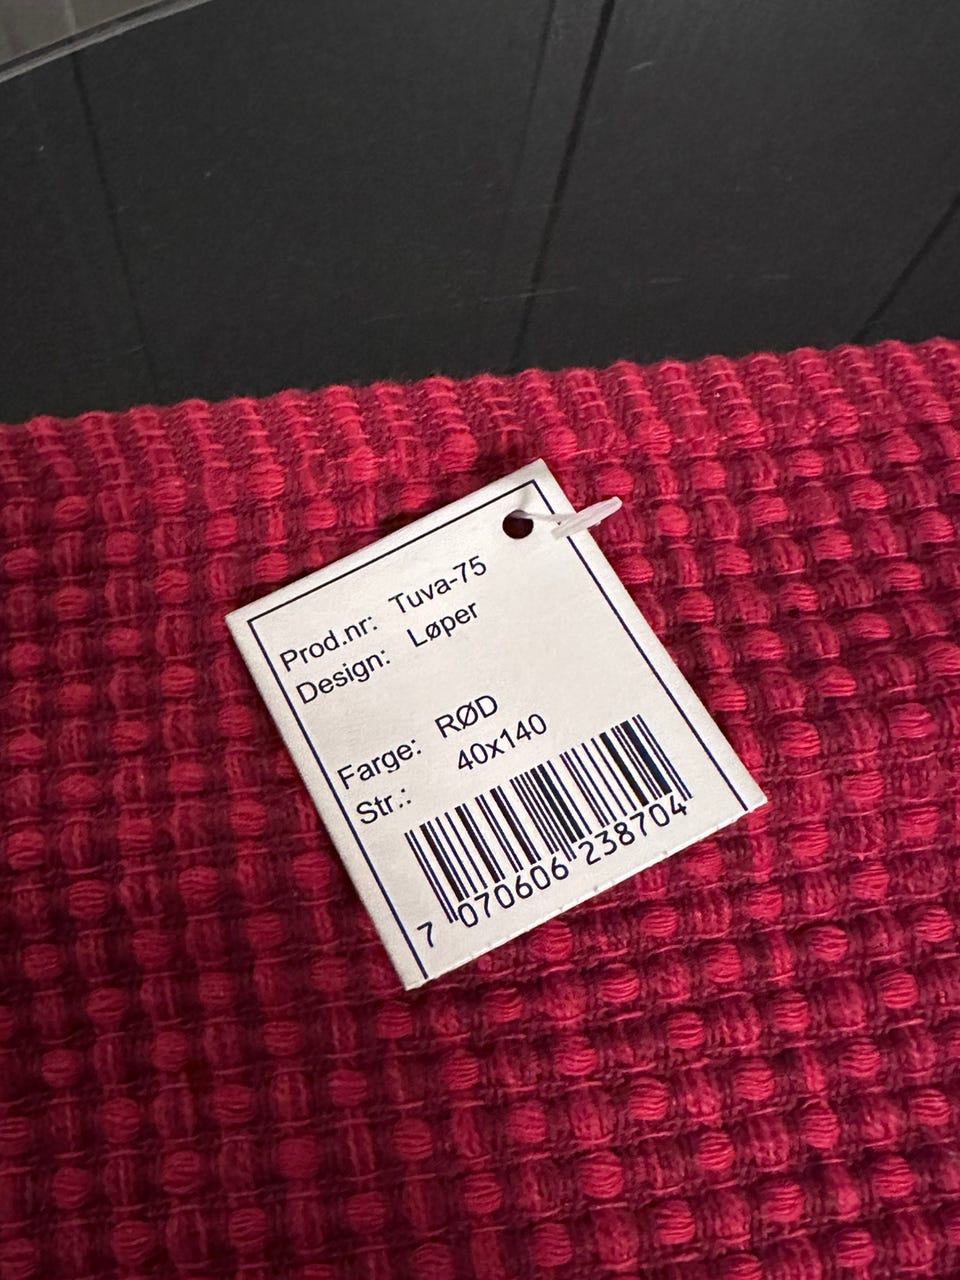 Prod.nr: Tuva-75
Design: Løper
Farge: RØD
Str.: 40x140
7 070606 238704